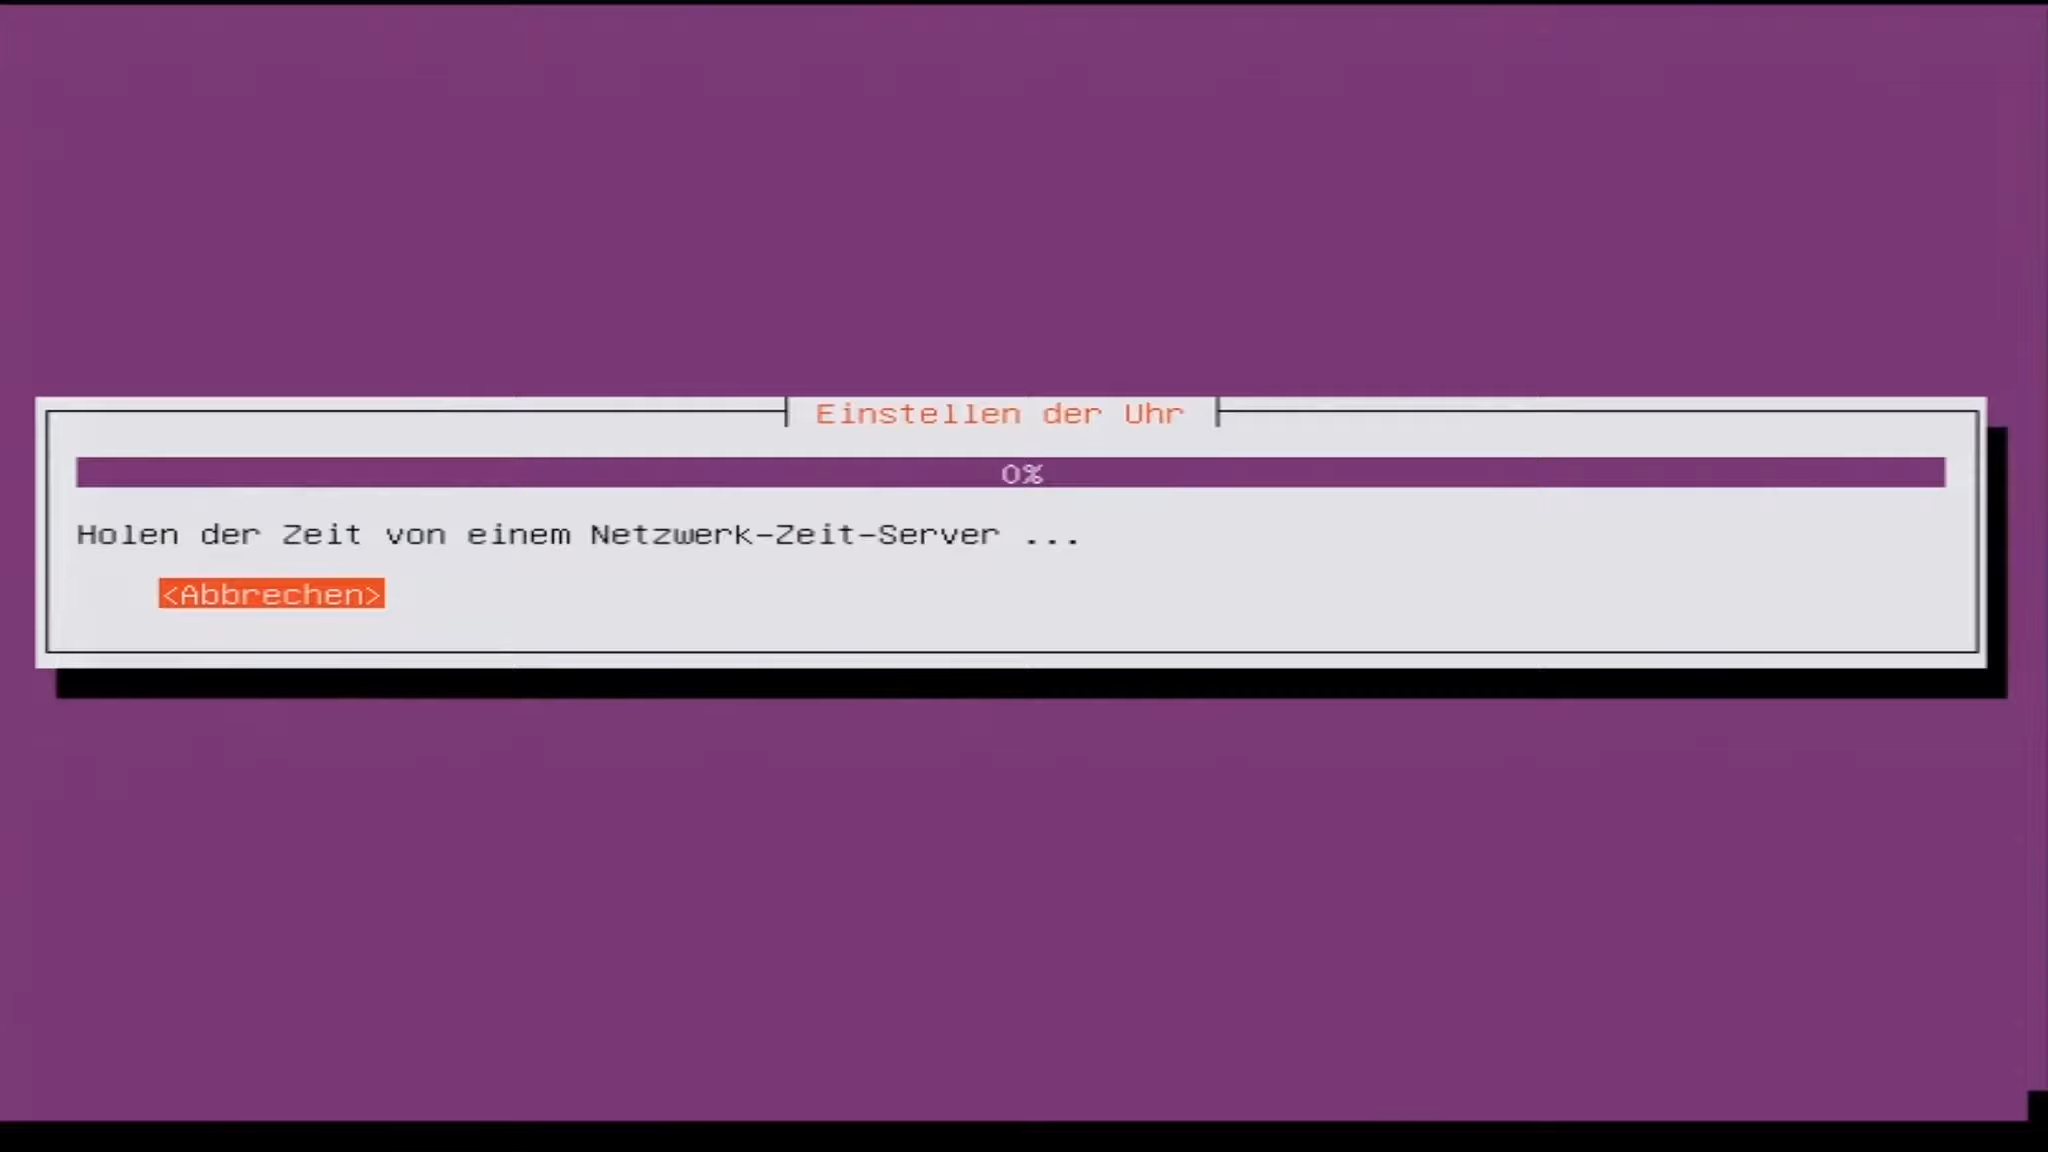 Einstellen der Uhr
0%
Holen der Zeit von einem Netzwerk-Zeit-Server ...
<Abbrechen>